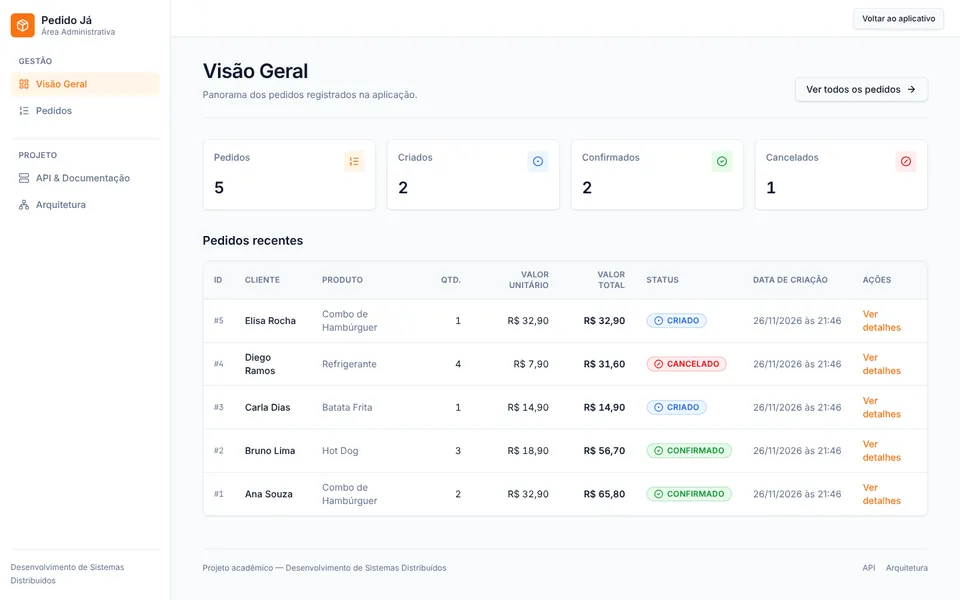 Pedido Já
Área Administrativa
GESTÃO
Visão Geral
Pedidos
PROJETO
API & Documentação
Arquitetura
Desenvolvimento de Sistemas
Distribuidos
Voltar ao aplicativo
Visão Geral
Panorama dos pedidos registrados na aplicação.
Ver todos os pedidos →
Pedidos
5
Criados
2
Confirmados
2
Cancelados
1
Pedidos recentes
ID CLIENTE PRODUTO QTD. VALOR UNITÁRIO VALOR TOTAL STATUS DATA DE CRIAÇÃO AÇÕES
#5 Elisa Rocha Combo de Hambúrguer 1 R$ 32,90 R$ 32,90 CRIADO 26/11/2026 às 21:46 Ver detalhes
#4 Diego Ramos Refrigerante 4 R$ 7,90 R$ 31,60 CANCELADO 26/11/2026 às 21:46 Ver detalhes
#3 Carla Dias Batata Frita 1 R$ 14,90 R$ 14,90 CRIADO 26/11/2026 às 21:46 Ver detalhes
#2 Bruno Lima Hot Dog 3 R$ 18,90 R$ 56,70 CONFIRMADO 26/11/2026 às 21:46 Ver detalhes
#1 Ana Souza Combo de Hambúrguer 2 R$ 32,90 R$ 65,80 CONFIRMADO 26/11/2026 às 21:46 Ver detalhes
Projeto acadêmico — Desenvolvimento de Sistemas Distribuídos
API Arquitetura